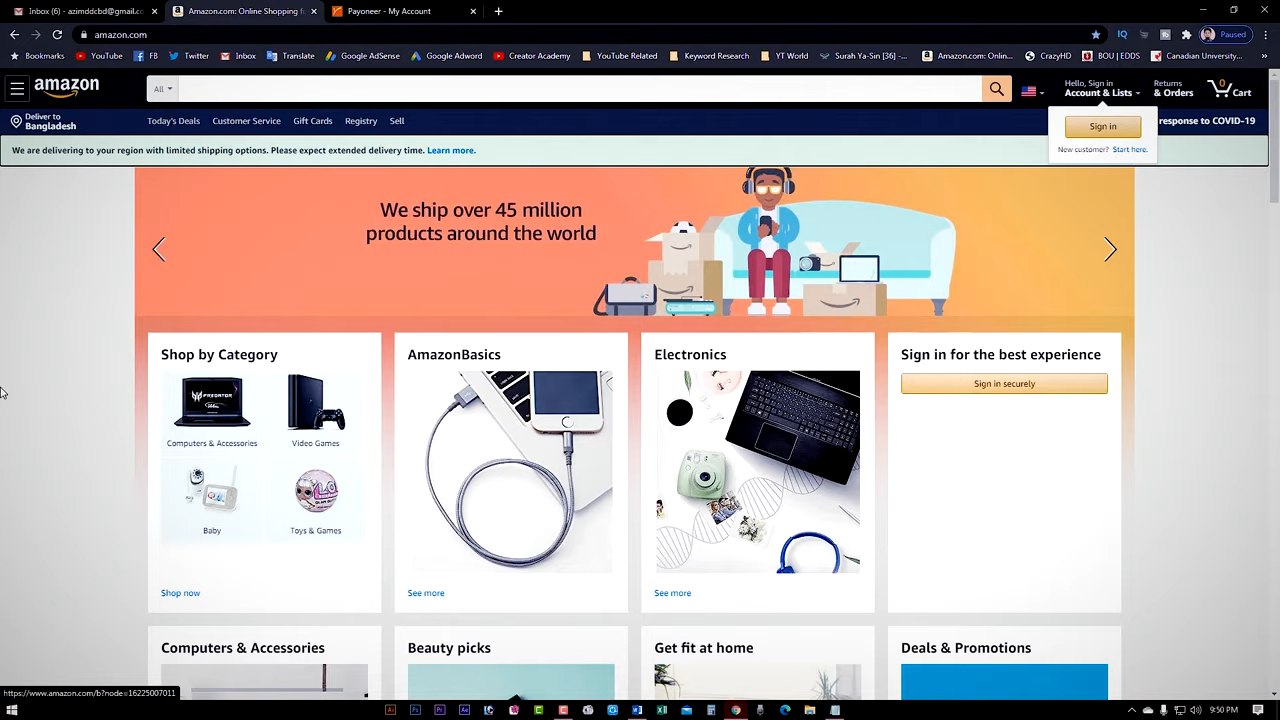 Inbox (6) - azimddcbd@gmail.co
Amazon.com: Online Shopping f
Payoneer - My Account
amazon.com
Paused
Bookmarks
YouTube
FB
Twitter
Inbox
Translate
Google AdSense
Google Adword
Creator Academy
YouTube Related
Keyword Research
YT World
Surah Ya-Sin [36] -...
Amazon.com: Onlin...
CrazyHD
BOU | EDDS
Canadian University...
amazon
All
Hello, Sign in
Account & Lists
Returns
& Orders
0
Cart
Deliver to
Bangladesh
Today's Deals
Customer Service
Gift Cards
Registry
Sell
response to COVID-19
Sign in
New customer? Start here.
We are delivering to your region with limited shipping options. Please expect extended delivery time. Learn more.
We ship over 45 million
products around the world
Shop by Category
AmazonBasics
Electronics
Sign in for the best experience
Sign in securely
PREDATOR
Computers & Accessories
Video Games
Baby
Toys & Games
Shop now
See more
See more
Computers & Accessories
Beauty picks
Get fit at home
Deals & Promotions
https://www.amazon.com/b?node=16225007011
9:50 PM